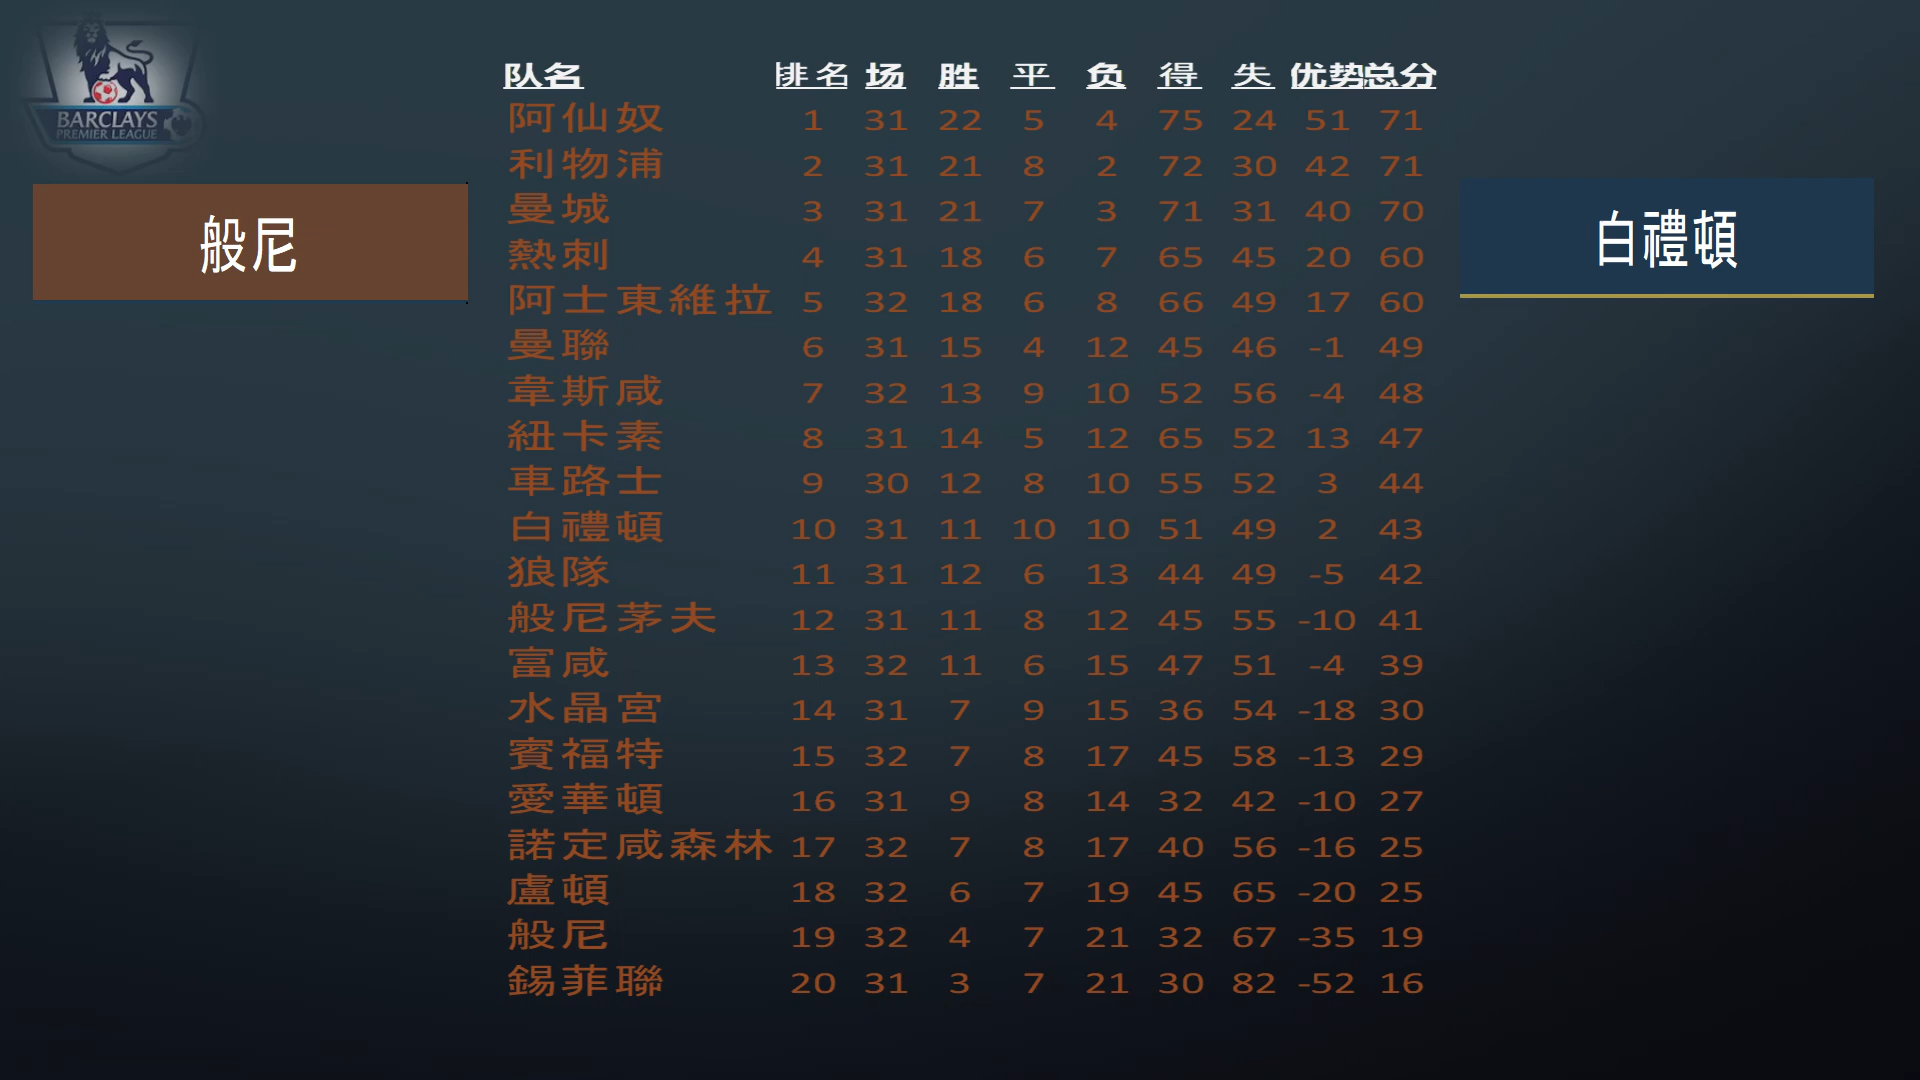 BARCLAYS
PREMIER LEAGUE
般尼
白禮頓
队名 排名 场 胜 平 负 得 失 优势 总分
阿仙奴 1 31 22 5 4 75 24 51 71
利物浦 2 31 21 8 2 72 30 42 71
曼城 3 31 21 7 3 71 31 40 70
熱刺 4 31 18 6 7 65 45 20 60
阿士東維拉 5 32 18 6 8 66 49 17 60
曼聯 6 31 15 4 12 45 46 -1 49
韋斯咸 7 32 13 9 10 52 56 -4 48
紐卡素 8 31 14 5 12 65 52 13 47
車路士 9 30 12 8 10 55 52 3 44
白禮頓 10 31 11 10 10 51 49 2 43
狼隊 11 31 12 6 13 44 49 -5 42
般尼茅夫 12 31 11 8 12 45 55 -10 41
富咸 13 32 11 6 15 47 51 -4 39
水晶宮 14 31 7 9 15 36 54 -18 30
賓福特 15 32 7 8 17 45 58 -13 29
愛華頓 16 31 9 8 14 32 42 -10 27
諾定咸森林 17 32 7 8 17 40 56 -16 25
盧頓 18 32 6 7 19 45 65 -20 25
般尼 19 32 4 7 21 32 67 -35 19
錫菲聯 20 31 3 7 21 30 82 -52 16